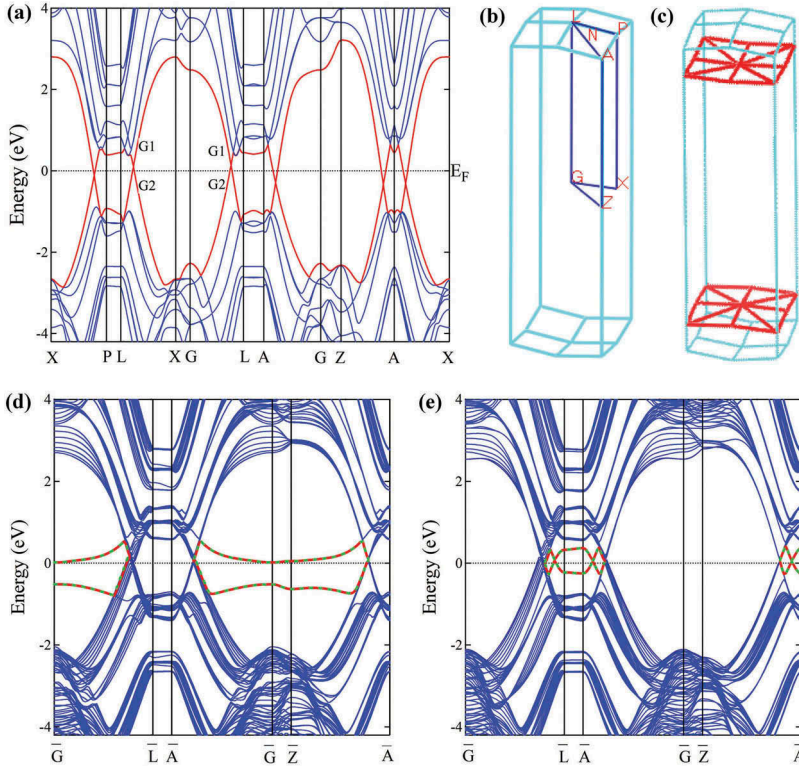 (a)
4
2
0
-2
-4
Energy (eV)
G1
G2
G1
G2
E_F
X P L X G L A G Z A X
(b)
L
N
P
A
G
X
Z
(c)
(d)
4
2
0
-2
-4
Energy (eV)
G̅ L̅ A̅ G̅ Z̅ A̅
(e)
4
2
0
-2
-4
Energy (eV)
G̅ L̅ A̅ G̅ Z̅